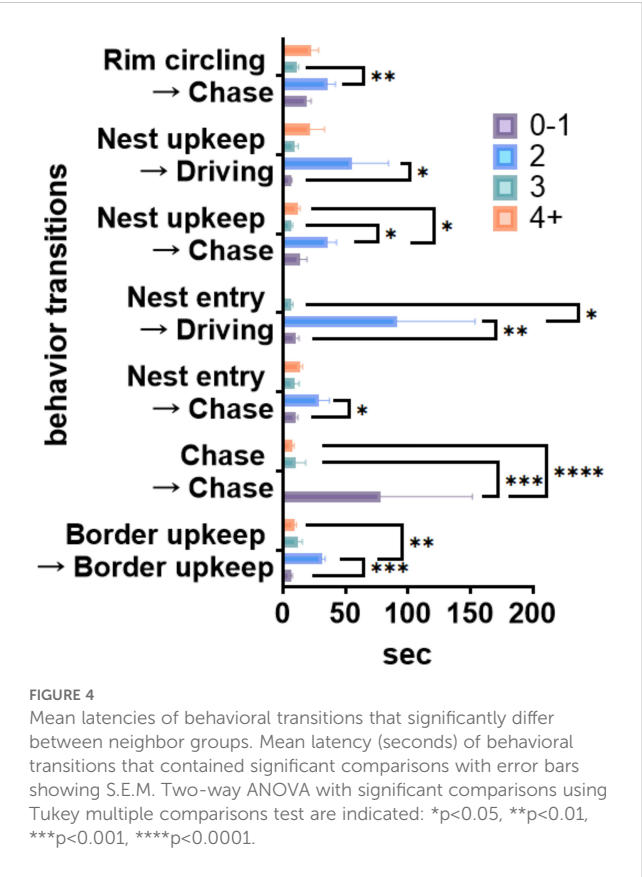 behavior transitions
Rim circling
→ Chase
**
Nest upkeep
→ Driving
*
Nest upkeep
→ Chase
*
*
Nest entry
→ Driving
*
**
Nest entry
→ Chase
*
Chase
→ Chase
***
****
Border upkeep
→ Border upkeep
**
***
0-1
2
3
4+
0 50 100 150 200
sec
FIGURE 4
Mean latencies of behavioral transitions that significantly differ
between neighbor groups. Mean latency (seconds) of behavioral
transitions that contained significant comparisons with error bars
showing S.E.M. Two-way ANOVA with significant comparisons using
Tukey multiple comparisons test are indicated: *p<0.05, **p<0.01,
***p<0.001, ****p<0.0001.